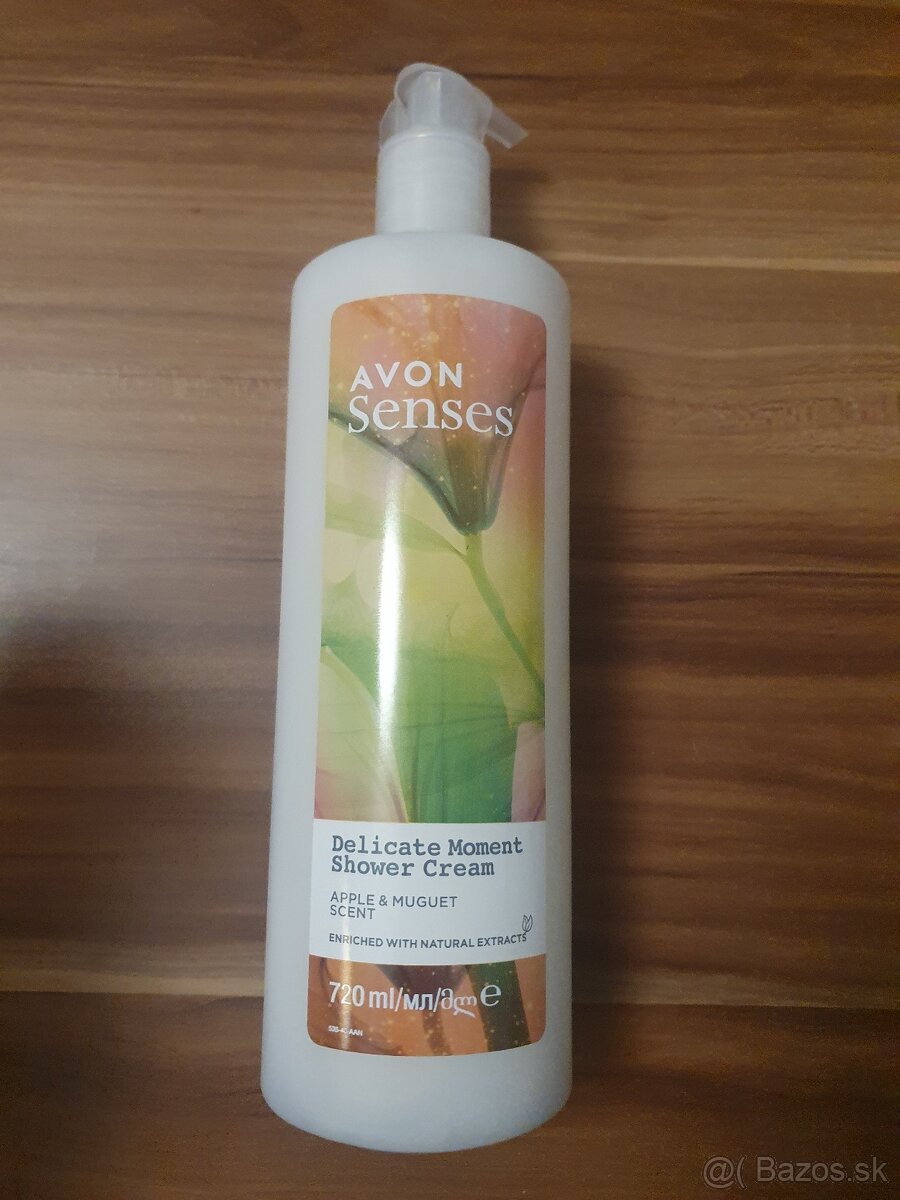 AVON
senses
Delicate Moment
Shower Cream
APPLE & MUGUET
SCENT
ENRICHED WITH NATURAL EXTRACTS
720 ml/мл/მლ e
@( Bazos.sk